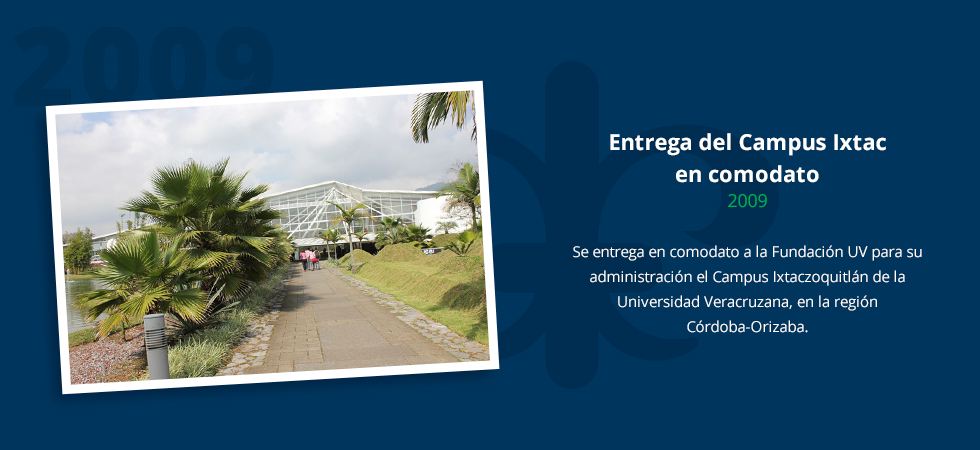 2009
Entrega del Campus Ixtac
en comodato
2009
Se entrega en comodato a la Fundación UV para su
administración el Campus Ixtaczoquitlán de la
Universidad Veracruzana, en la región
Córdoba-Orizaba.